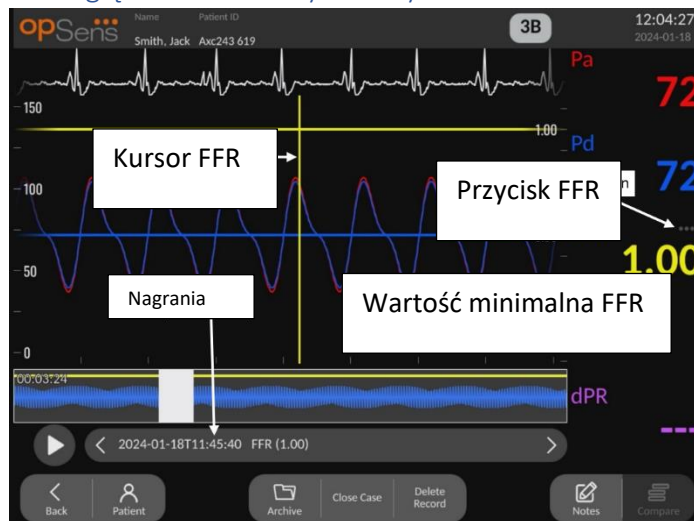 opSens
Name Patient ID
Smith, Jack Axc243 619
3B
12:04:27
2024-01-18
Pa
72
150
1.00
Pd
72
Kursor FFR
n
Przycisk FFR
100
1.00
50
Nagrania
Wartość minimalna FFR
0
00:03:24
dPR
---
2024-01-18T11:45:40 FFR (1.00)
Back
Patient
Archive
Close Case
Delete
Record
Notes
Compare